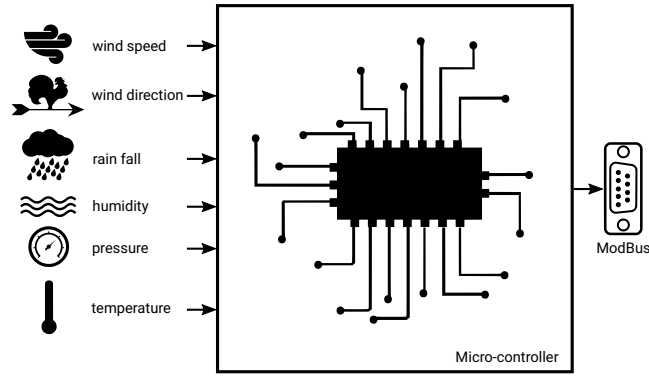 wind speed
wind direction
rain fall
humidity
pressure
temperature
ModBus
Micro-controller